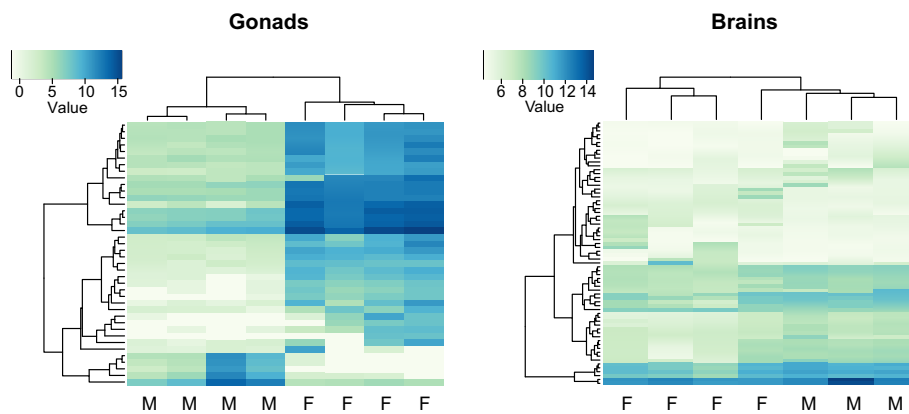 Gonads
Brains
0 5 10 15
Value
6 8 10 12 14
Value
M M M M F F F F
F F F F M M M